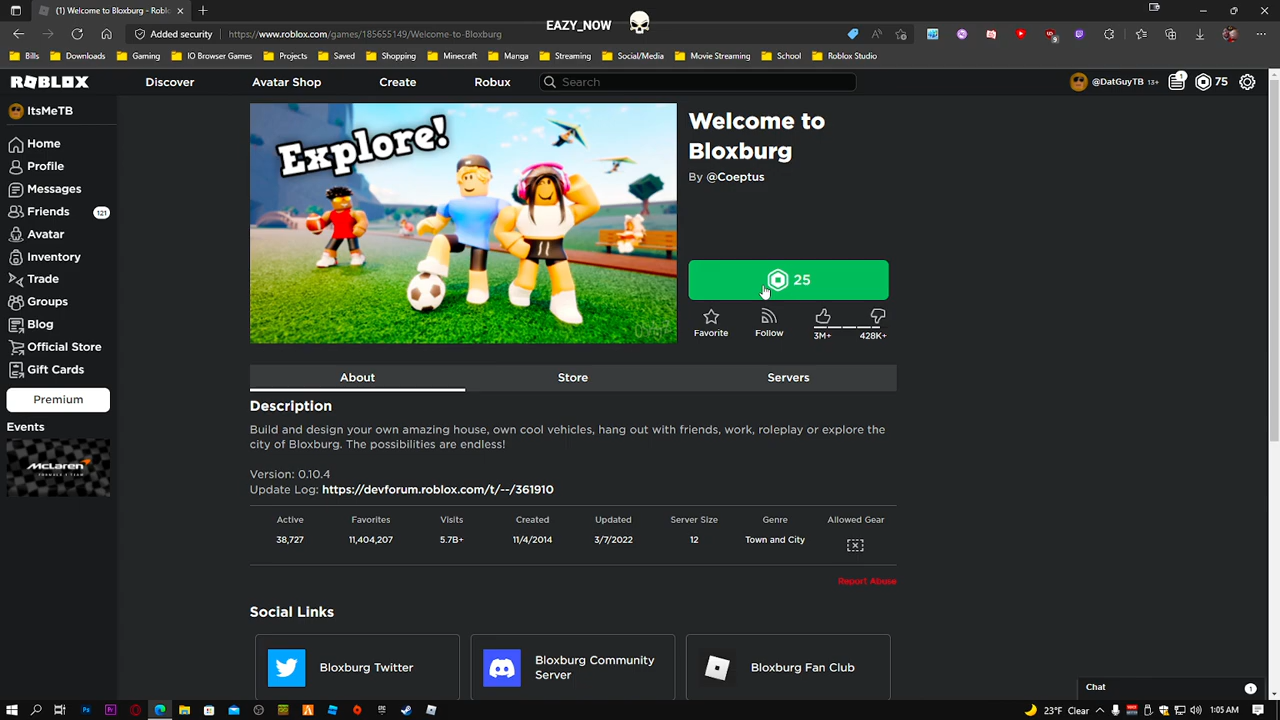 EAZY_NOW
(1) Welcome to Bloxburg - Rob
Added security
https://www.roblox.com/games/185655149/Welcome-to-Bloxburg
9
Bills
Downloads
Gaming
IO Browser Games
Projects
Saved
Shopping
Minecraft
Manga
Streaming
Social/Media
Movie Streaming
School
Roblox Studio
ROBLOX
Discover
Avatar Shop
Create
Robux
Search
@DatGuyTB 13+
1
75
ItsMeTB
Home
Profile
Messages
Friends
121
Avatar
Inventory
Trade
Groups
Blog
Official Store
Gift Cards
Premium
Events
McLaren
FORMULA 1 TEAM
Explore!
Welcome to
Bloxburg
By @Coeptus
25
Favorite
Follow
3M+
428K+
About
Store
Servers
Description
Build and design your own amazing house, own cool vehicles, hang out with friends, work, roleplay or explore the
city of Bloxburg. The possibilities are endless!
Version: 0.10.4
Update Log: https://devforum.roblox.com/t/--/361910
Active
Favorites
Visits
Created
Updated
Server Size
Genre
Allowed Gear
38,727
11,404,207
5.7B+
11/4/2014
3/7/2022
12
Town and City
Report Abuse
Social Links
Bloxburg Twitter
Bloxburg Community
Server
Bloxburg Fan Club
Chat
1
23°F Clear
1:05 AM